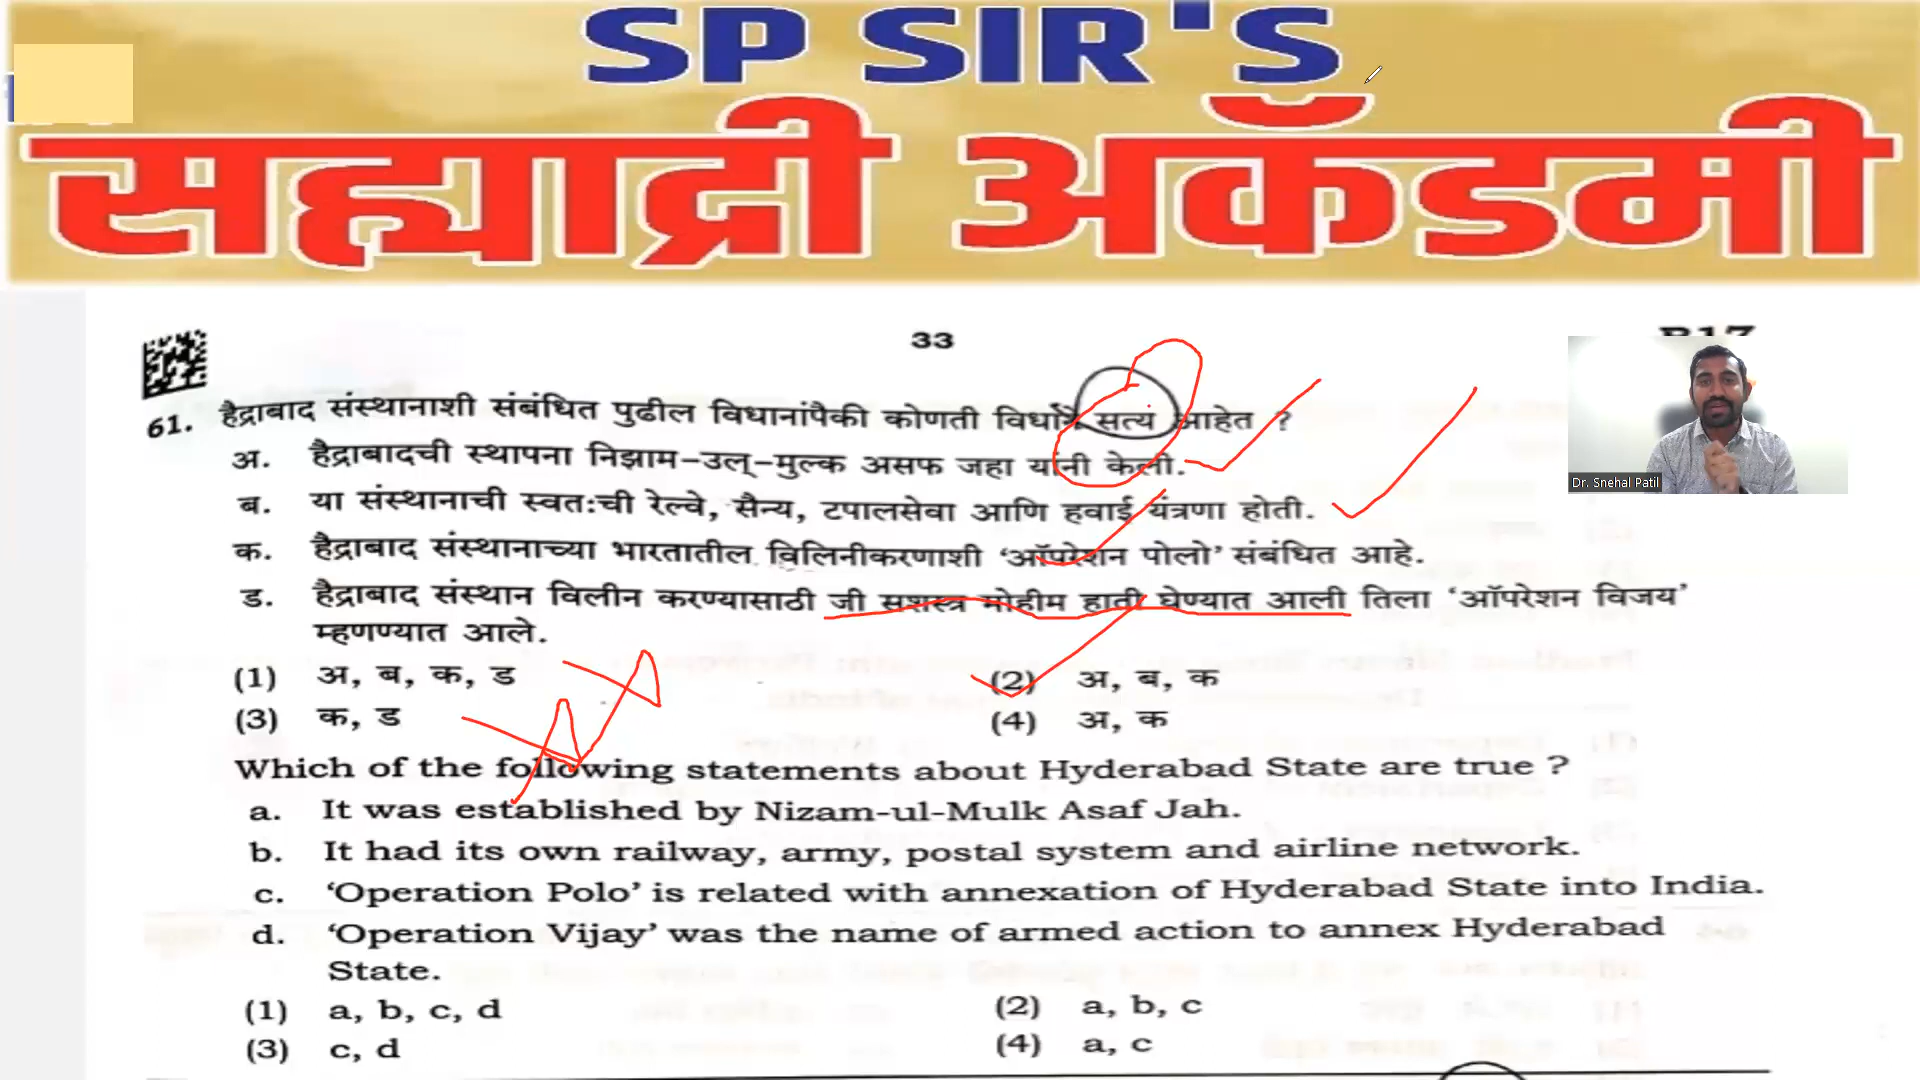 SP SIR'S
सह्याद्री अकॅडमी
33
61. हैद्राबाद संस्थानाशी संबंधित पुढील विधानांपैकी कोणती विधाने सत्य आहेत ?
अ. हैद्राबादची स्थापना निझाम-उल्-मुल्क असफ जहा यांनी केली.
ब. या संस्थानाची स्वतःची रेल्वे, सैन्य, टपालसेवा आणि हवाई यंत्रणा होती.
क. हैद्राबाद संस्थानाच्या भारतातील विलिनीकरणाशी ‘ऑपरेशन पोलो’ संबंधित आहे.
ड. हैद्राबाद संस्थान विलीन करण्यासाठी जी सशस्त्र मोहीम हाती घेण्यात आली तिला ‘ऑपरेशन विजय’
म्हणण्यात आले.
(1) अ, ब, क, ड (2) अ, ब, क
(3) क, ड (4) अ, क
Which of the following statements about Hyderabad State are true ?
a. It was established by Nizam-ul-Mulk Asaf Jah.
b. It had its own railway, army, postal system and airline network.
c. ‘Operation Polo’ is related with annexation of Hyderabad State into India.
d. ‘Operation Vijay’ was the name of armed action to annex Hyderabad
State.
(1) a, b, c, d (2) a, b, c
(3) c, d (4) a, c
Dr. Snehal Patil